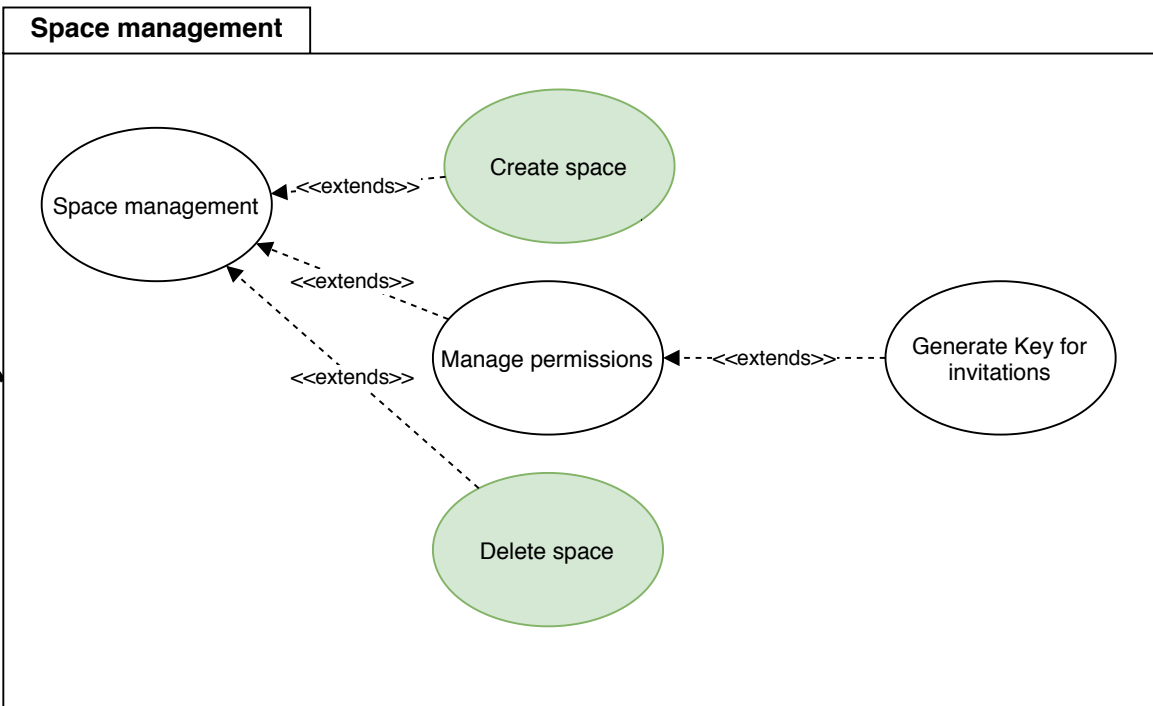 Space management
Create space
<<extends>>
Space management
<<extends>>
Manage permissions
<<extends>>
Generate Key for
invitations
<<extends>>
Delete space